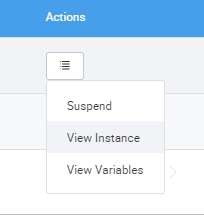 Actions
Suspend
View Instance
View Variables